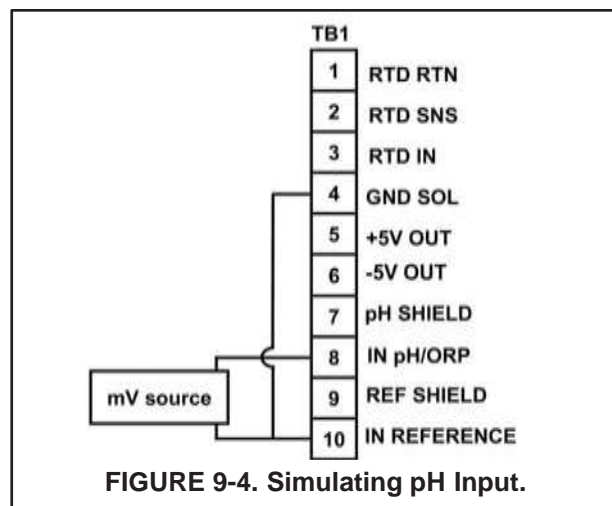 TB1
1 RTD RTN
2 RTD SNS
3 RTD IN
4 GND SOL
5 +5V OUT
6 -5V OUT
7 pH SHIELD
8 IN pH/ORP
mV source
9 REF SHIELD
10 IN REFERENCE
FIGURE 9-4. Simulating pH Input.